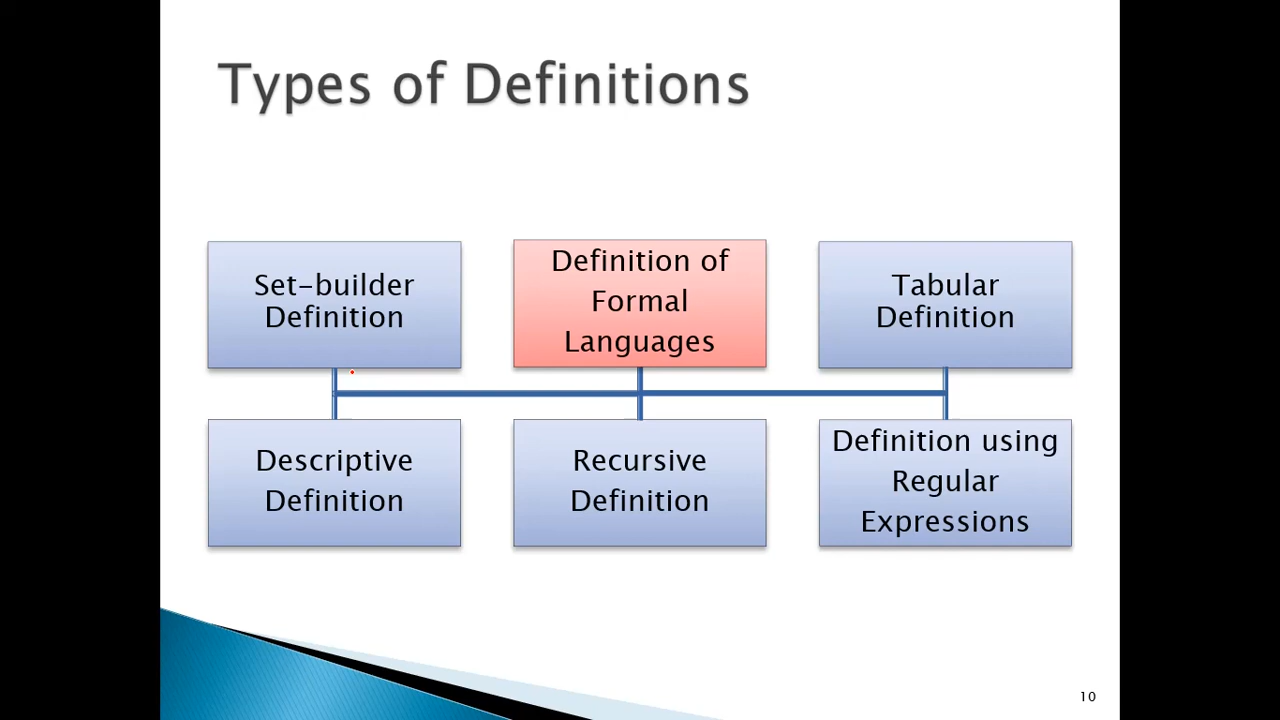 Types of Definitions
Set-builder
Definition
Definition of
Formal
Languages
Tabular
Definition
Descriptive
Definition
Recursive
Definition
Definition using
Regular
Expressions
10